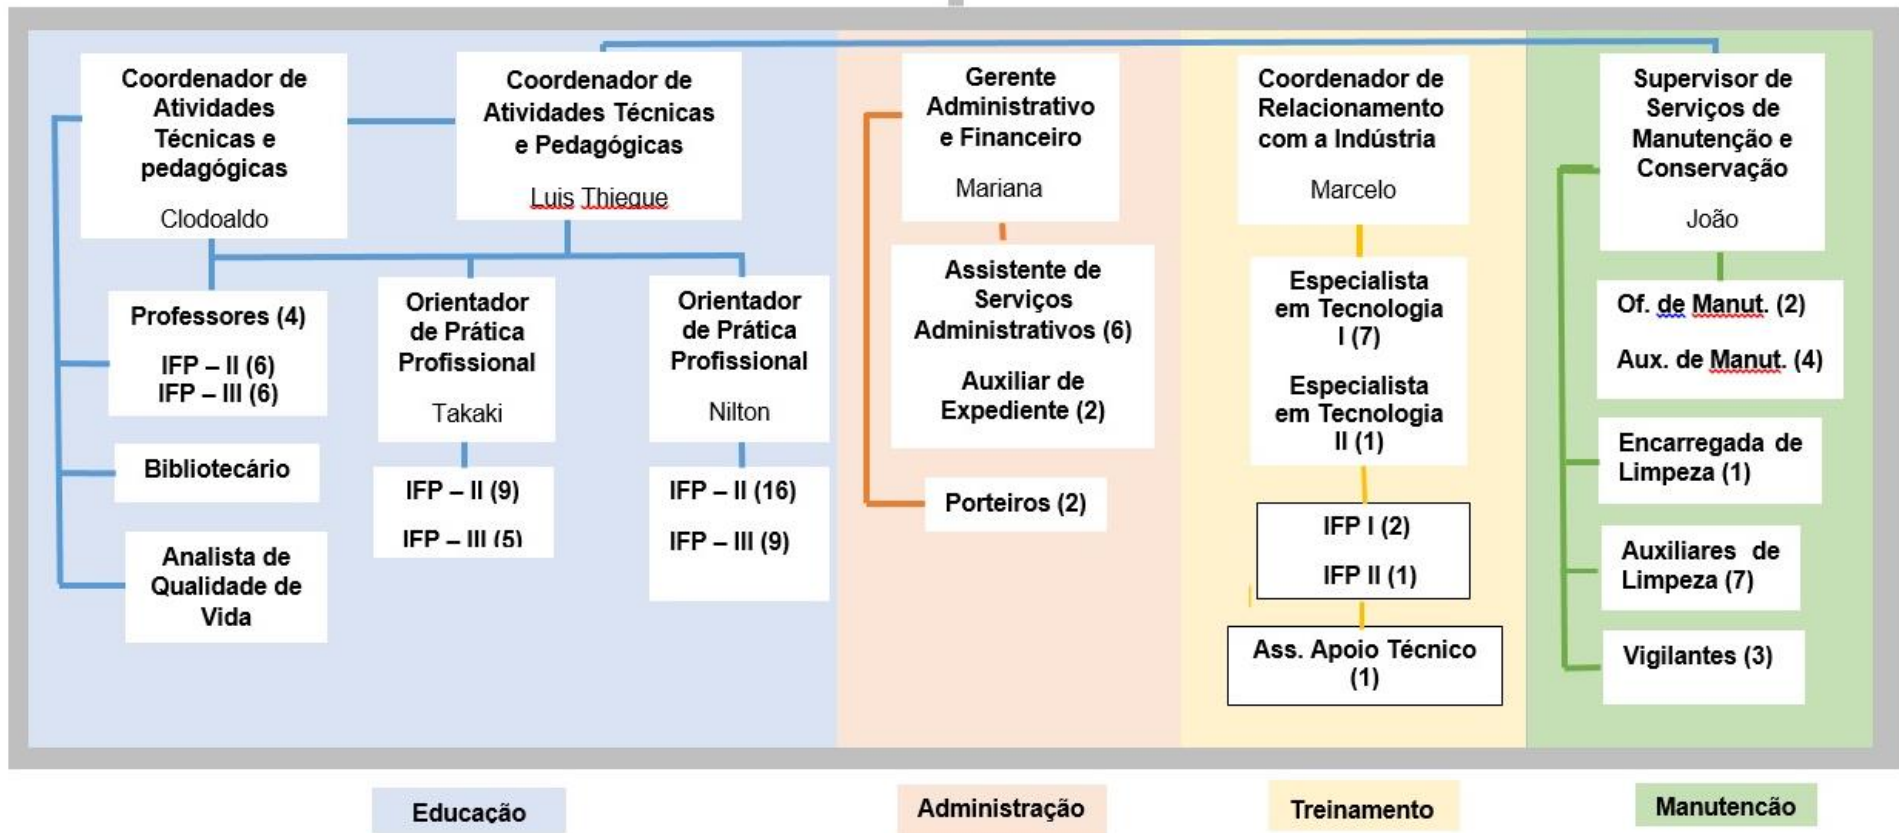 Coordenador de
Atividades
Técnicas e
pedagógicas
Clodoaldo
Coordenador de
Atividades Técnicas
e Pedagógicas
Luis Thiegue
Gerente
Administrativo
e Financeiro
Mariana
Coordenador de
Relacionamento
com a Indústria
Marcelo
Supervisor de
Serviços de
Manutenção e
Conservação
João
Professores (4)
IFP – II (6)
IFP – III (6)
Bibliotecário
Analista de
Qualidade de
Vida
Orientador
de Prática
Profissional
Takaki
IFP – II (9)
IFP – III (5)
Orientador
de Prática
Profissional
Nilton
IFP – II (16)
IFP – III (9)
Assistente de
Serviços
Administrativos (6)
Auxiliar de
Expediente (2)
Porteiros (2)
Especialista
em Tecnologia
I (7)
Especialista
em Tecnologia
II (1)
IFP I (2)
IFP II (1)
Ass. Apoio Técnico
(1)
Of. de Manut. (2)
Aux. de Manut. (4)
Encarregada de
Limpeza (1)
Auxiliares de
Limpeza (7)
Vigilantes (3)
Educação
Administração
Treinamento
Manutencão